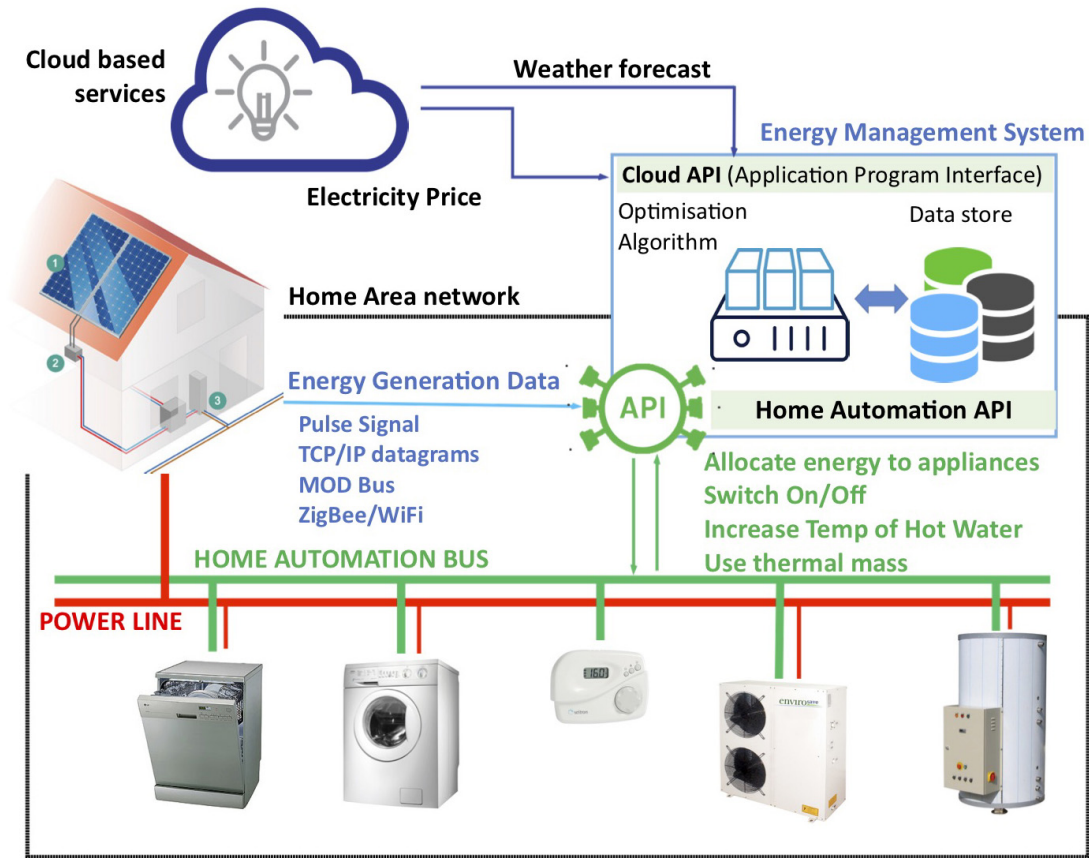 Cloud based
services
Weather forecast
Electricity Price
Energy Management System
Cloud API (Application Program Interface)
Optimisation
Algorithm
Data store
1
2
3
Home Area network
Energy Generation Data
Pulse Signal
TCP/IP datagrams
MOD Bus
ZigBee/WiFi
API
Home Automation API
Allocate energy to appliances
Switch On/Off
Increase Temp of Hot Water
Use thermal mass
HOME AUTOMATION BUS
POWER LINE
16.0
enviro